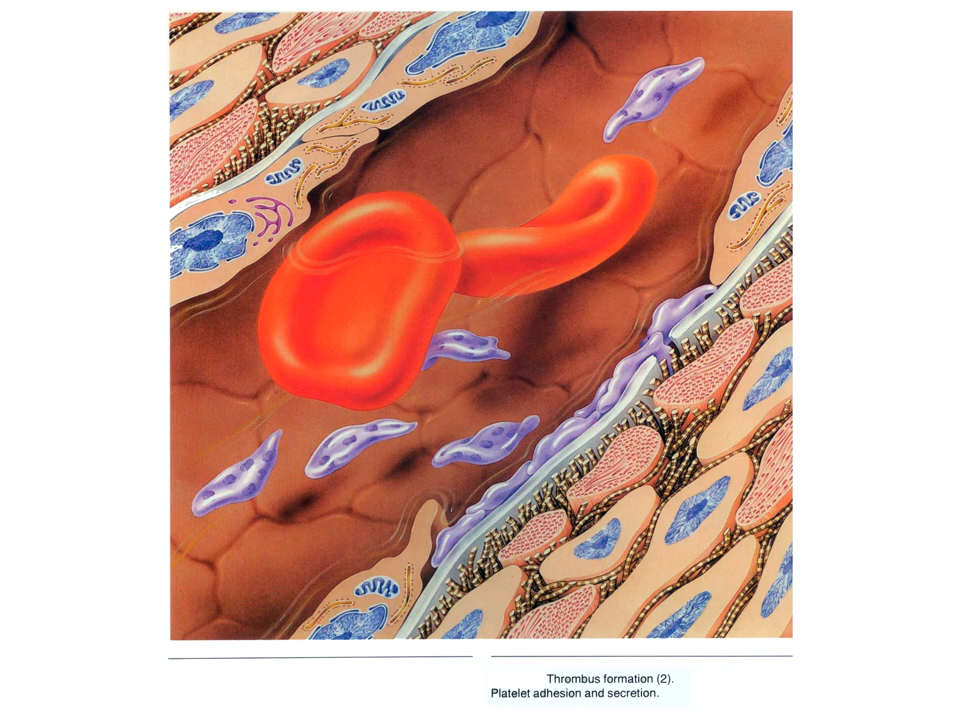 Thrombus formation (2).
Platelet adhesion and secretion.